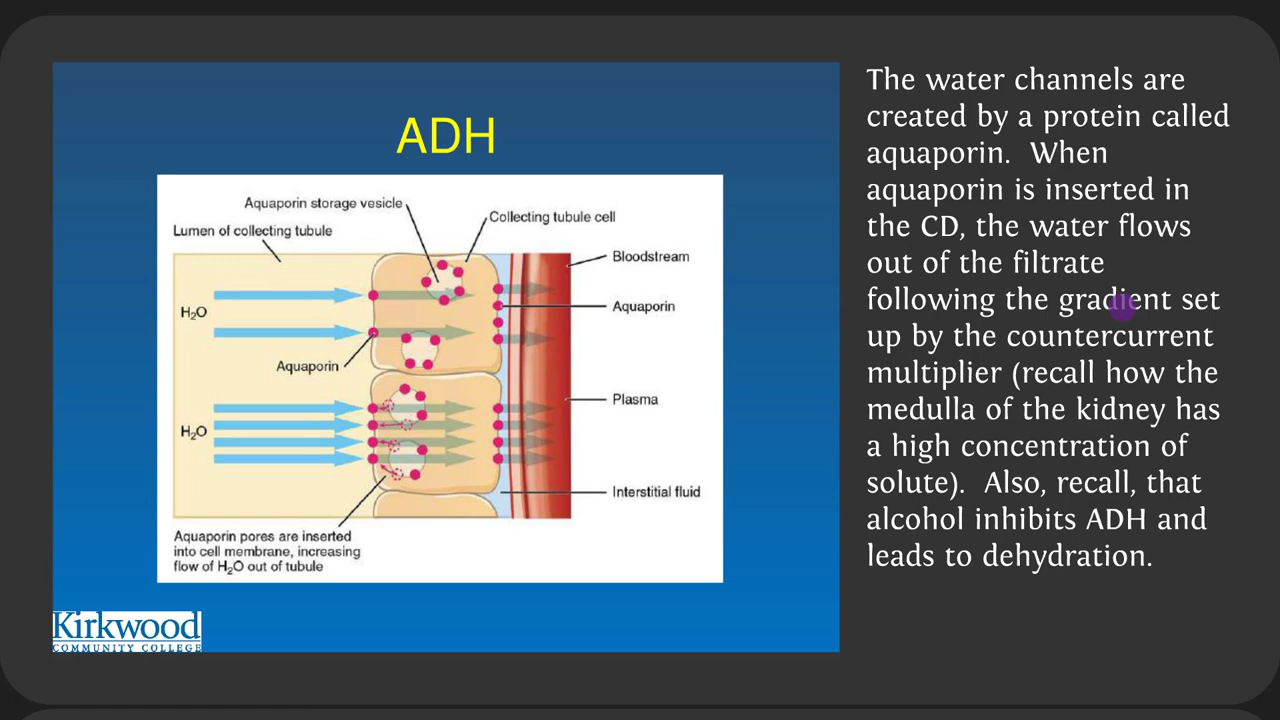 ADH
Aquaporin storage vesicle
Collecting tubule cell
Lumen of collecting tubule
Bloodstream
H₂O
Aquaporin
Aquaporin
Plasma
H₂O
Interstitial fluid
Aquaporin pores are inserted
into cell membrane, increasing
flow of H₂O out of tubule
Kirkwood
COMMUNITY COLLEGE
The water channels are
created by a protein called
aquaporin. When
aquaporin is inserted in
the CD, the water flows
out of the filtrate
following the gradient set
up by the countercurrent
multiplier (recall how the
medulla of the kidney has
a high concentration of
solute). Also, recall, that
alcohol inhibits ADH and
leads to dehydration.